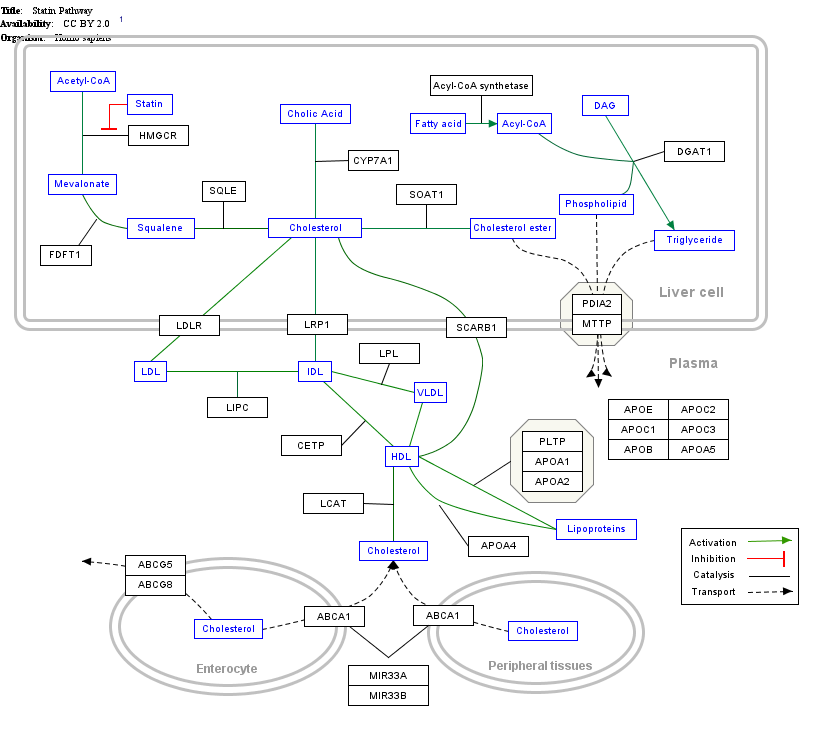 Title: Statin Pathway
Availability: CC BY 2.0 1
Organism: Homo sapiens
Acetyl-CoA
Statin
HMGCR
Mevalonate
FDFT1
Squalene
SQLE
Cholic Acid
CYP7A1
Cholesterol
SOAT1
Cholesterol ester
Acyl-CoA synthetase
Fatty acid
Acyl-CoA
DAG
DGAT1
Phospholipid
Triglyceride
Liver cell
PDIA2
MTTP
LDLR
LRP1
SCARB1
Plasma
LDL
IDL
LPL
VLDL
LIPC
CETP
HDL
APOE
APOC2
APOC1
APOC3
APOB
APOA5
PLTP
APOA1
APOA2
LCAT
APOA4
Lipoproteins
Cholesterol
ABCG5
ABCG8
Cholesterol
ABCA1
ABCA1
Cholesterol
Enterocyte
Peripheral tissues
MIR33A
MIR33B
Activation
Inhibition
Catalysis
Transport